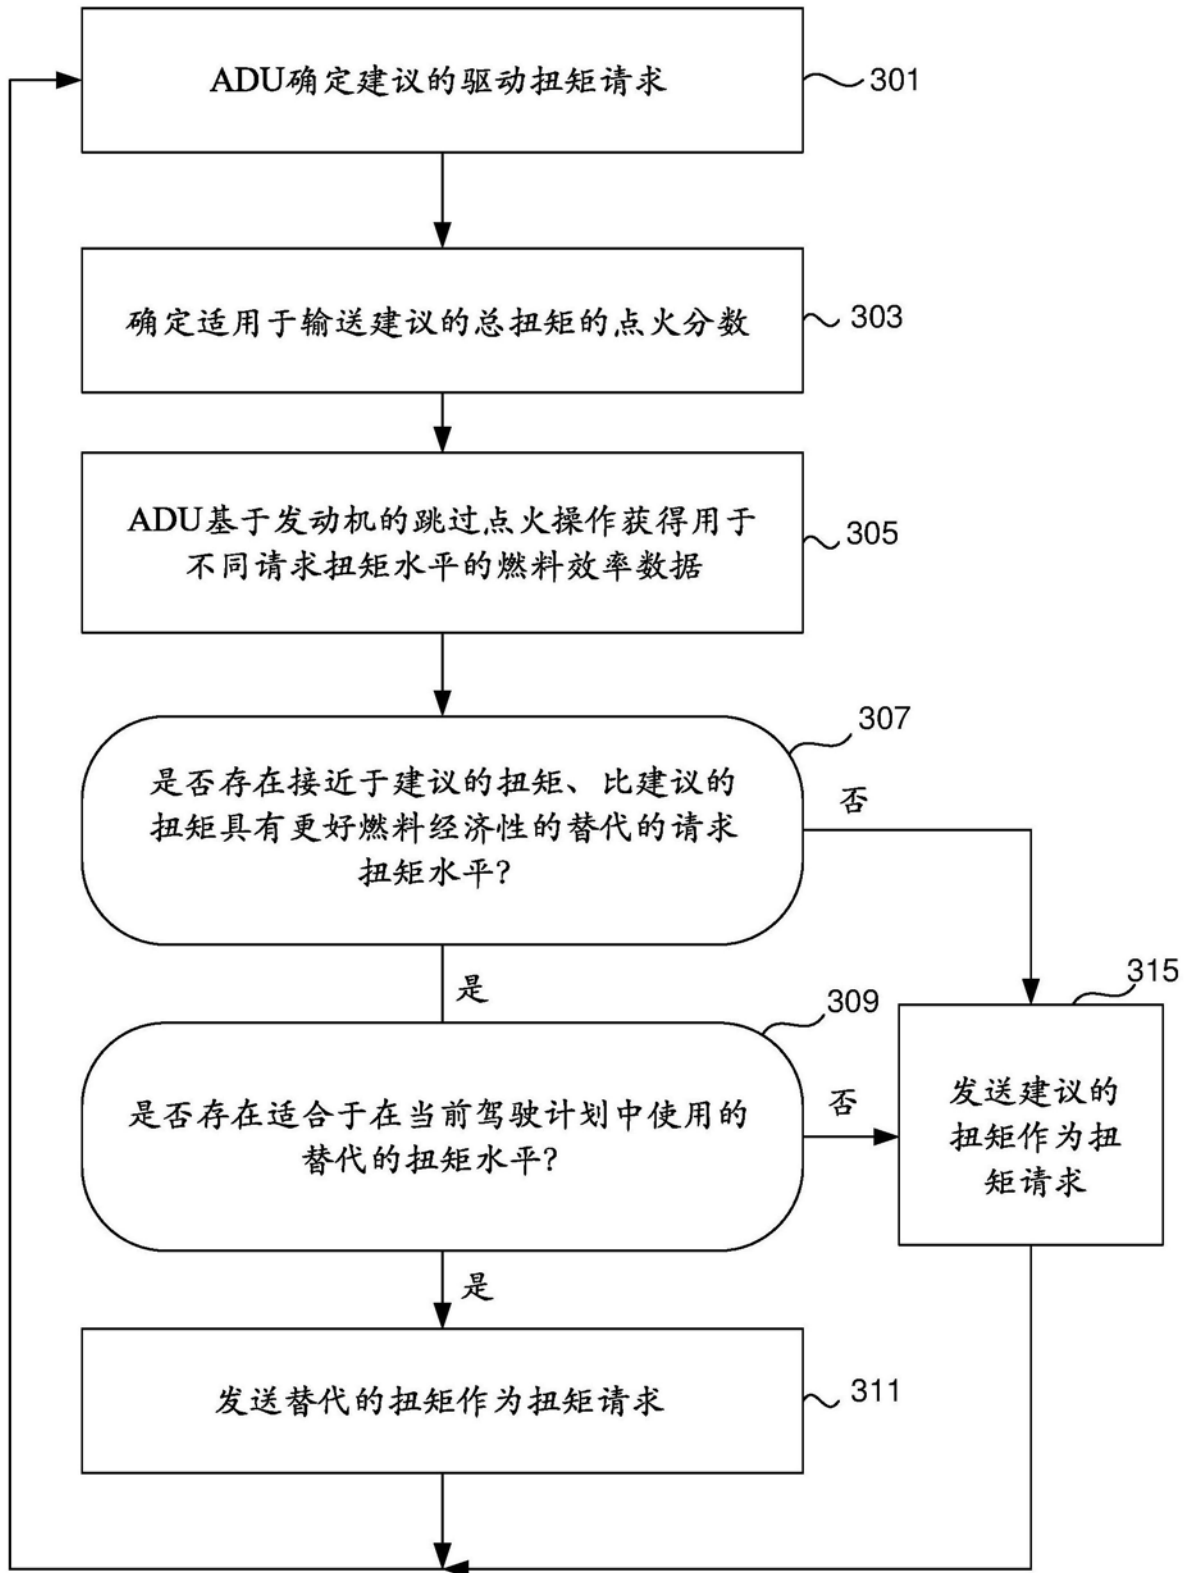 ADU确定建议的驱动扭矩请求
301
确定适用于输送建议的总扭矩的点火分数
303
ADU基于发动机的跳过点火操作获得用于
不同请求扭矩水平的燃料效率数据
305
307
是否存在接近于建议的扭矩、比建议的
扭矩具有更好燃料经济性的替代的请求
扭矩水平?
否
是
315
309
是否存在适合于在当前驾驶计划中使用的
替代的扭矩水平?
否
发送建议的
扭矩作为扭
矩请求
是
发送替代的扭矩作为扭矩请求
311